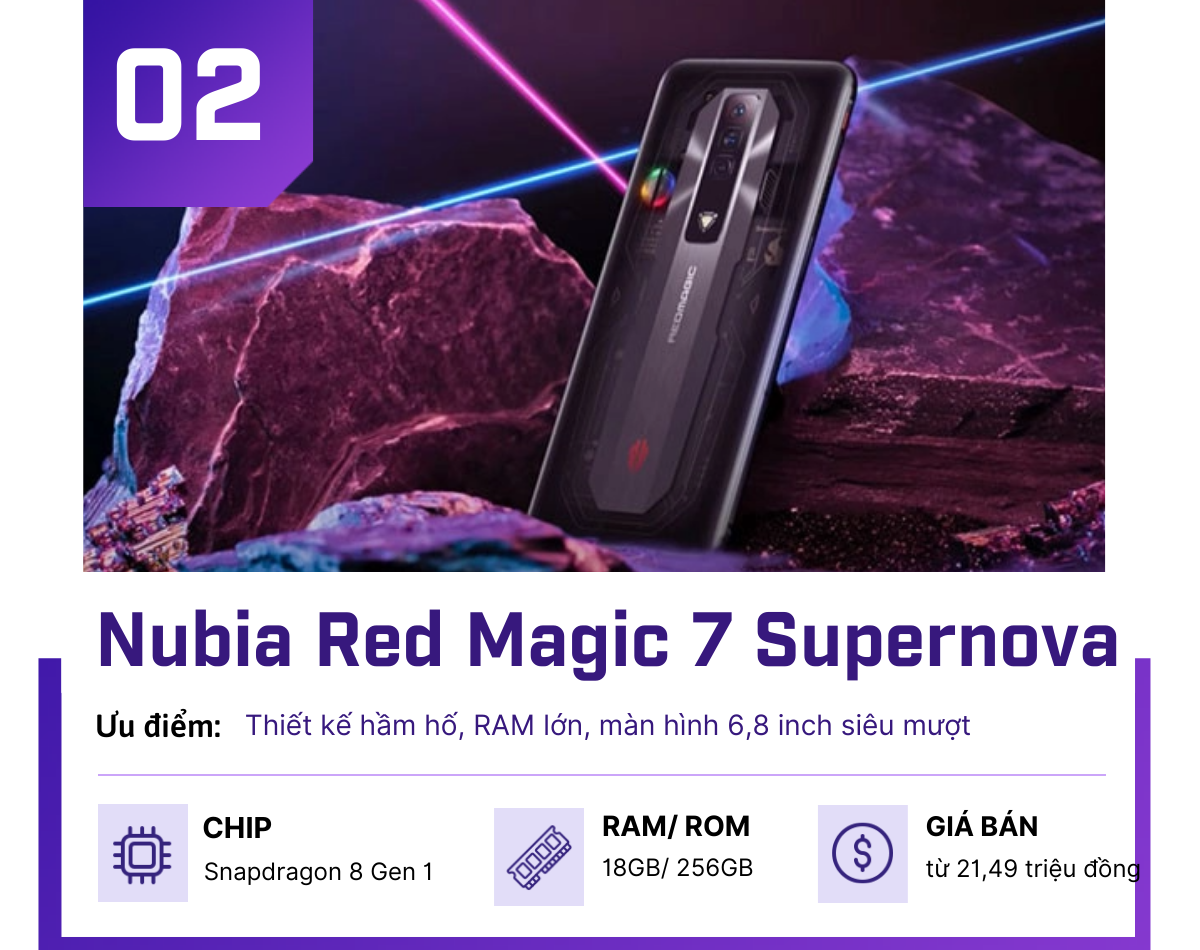 02
REDMAGIC
Nubia Red Magic 7 Supernova
Ưu điểm: Thiết kế hầm hố, RAM lớn, màn hình 6,8 inch siêu mượt
CHIP
Snapdragon 8 Gen 1
RAM/ ROM
18GB/ 256GB
GIÁ BÁN
từ 21,49 triệu đồng